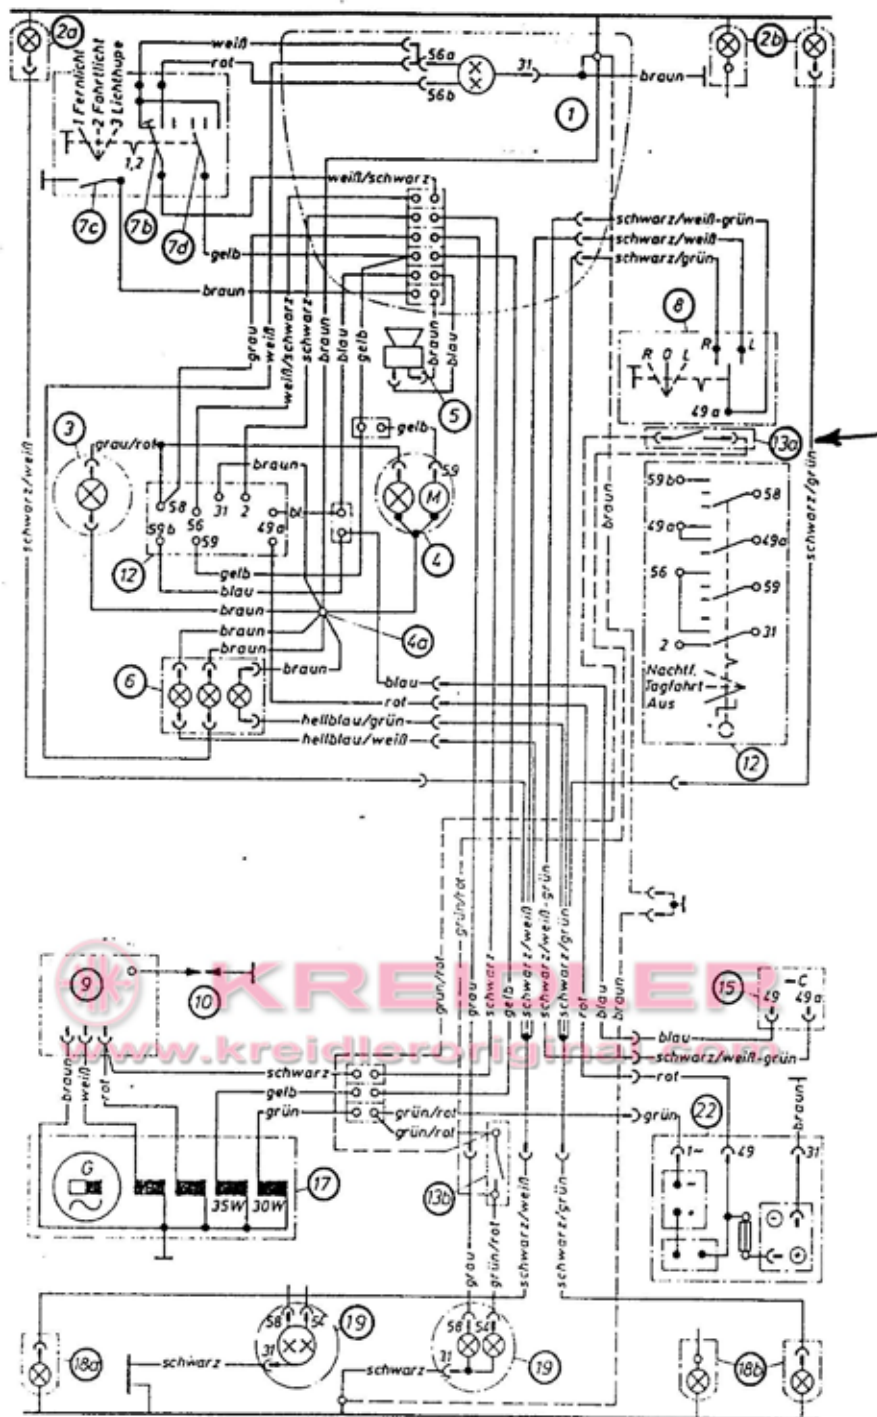 2a
weiß
rot
56a
56b
31
braun
2b
1
1 Fernlicht
2 Fahrtlicht
3 Lichthupe
1,2
7c
7b
7d
weiß/schwarz
gelb
braun
schwarz/weiß-grün
schwarz/weiß
schwarz/grün
grau
weiß
weiß/schwarz
schwarz
braun
blau
gelb
braun
blau
5
8
R O L
R
L
49a
13a
3
grau/rot
braun
gelb
59
M
4
58
56
31
2
49a
bl
59b
59
12
gelb
blau
braun
4a
braun
braun
braun
6
blau
rot
hellblau/grün
hellblau/weiß
schwarz/weiß
braun
schwarz/grün
59b
58
49a
49a
56
59
31
2
Nachtf.
Tagfahrt
Aus
12
grün/rot
grün/rot
grau
schwarz
gelb
schwarz/weiß
schwarz/weiß-grün
schwarz/grün
rot
blau
braun
9
10
KREIDLER
www.kreidleroriginal.com
15
-C
49
49a
blau
schwarz/weiß-grün
rot
braun
weiß
rot
schwarz
gelb
grün
grün/rot
grün/rot
grün
22
braun
1~
49
31
G
35W
30W
17
13b
grau
grün/rot
schwarz/weiß
schwarz/grün
-
+
-
+
58
54
31
19
58
54
31
19
schwarz
schwarz
18a
18b